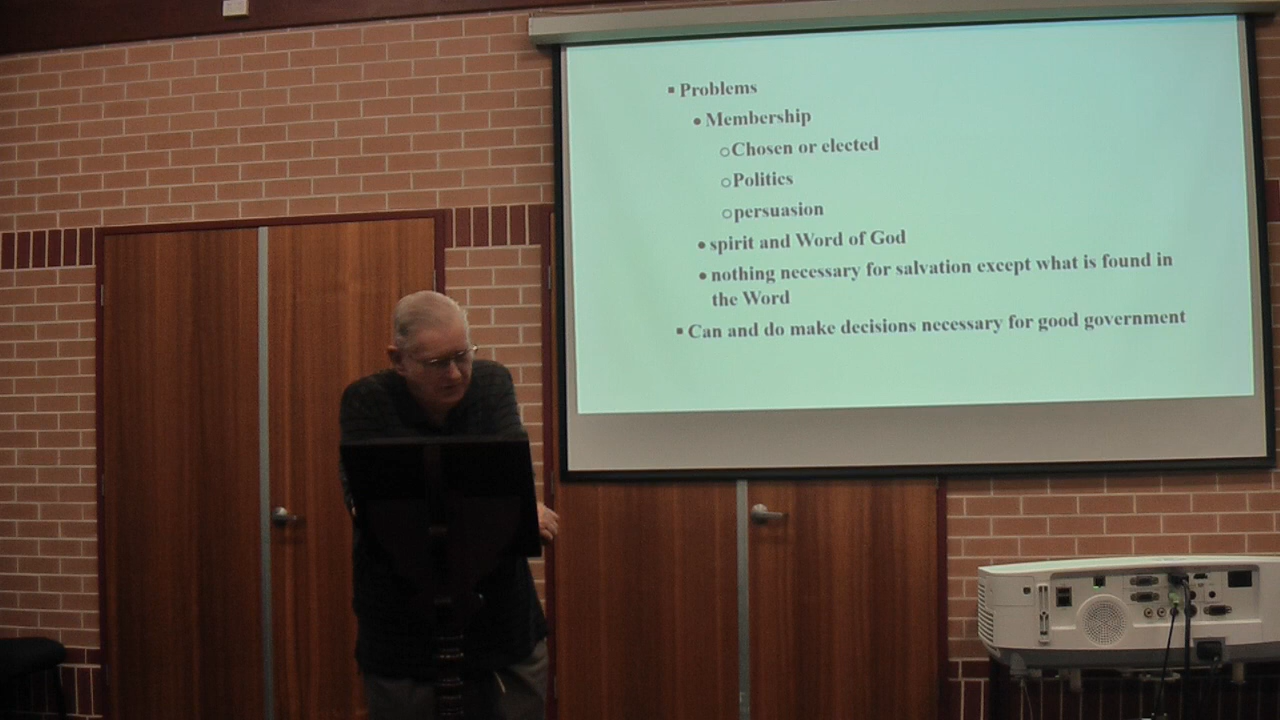 ▪ Problems
• Membership
○Chosen or elected
○Politics
○persuasion
• spirit and Word of God
• nothing necessary for salvation except what is found in
the Word
▪ Can and do make decisions necessary for good government